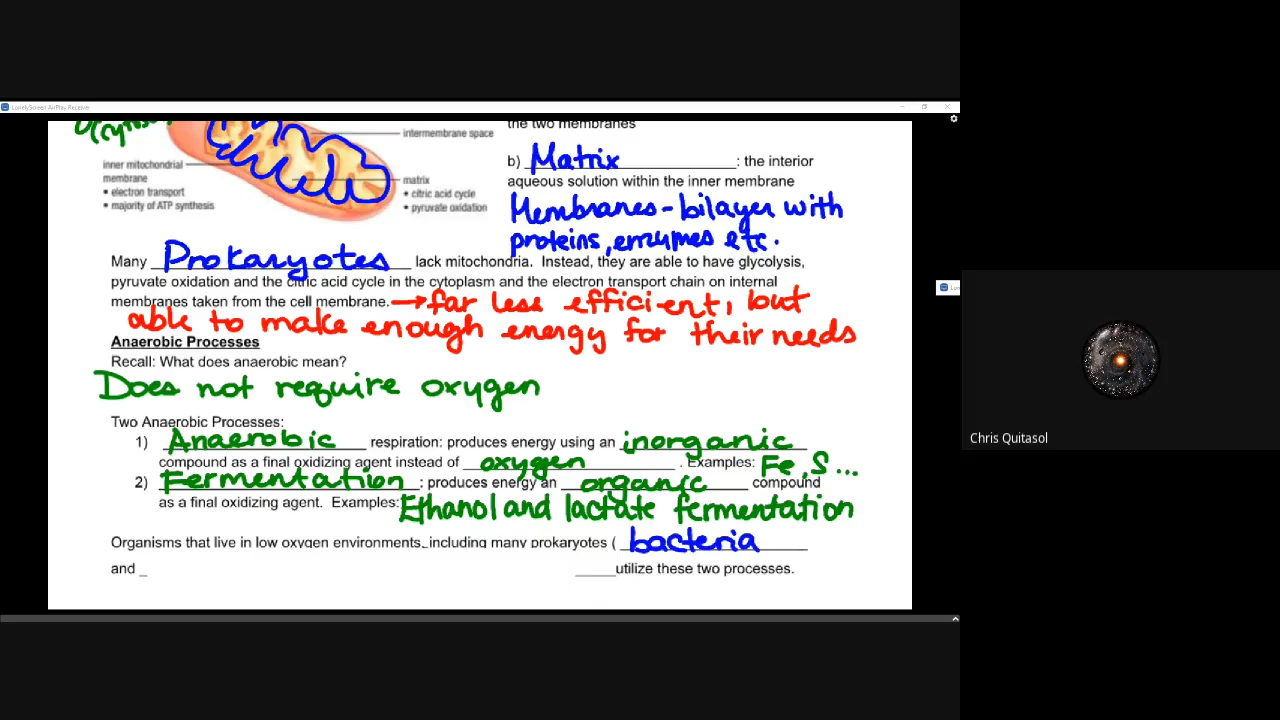 LonelyScreen AirPlay Receiver
intermembrane space
inner mitochondrial
membrane
• electron transport
• majority of ATP synthesis
matrix
• citric acid cycle
• pyruvate oxidation
the two membranes
b) Matrix : the interior
aqueous solution within the inner membrane
Membranes - bilayer with
proteins, enzymes etc.
Many Prokaryotes lack mitochondria. Instead, they are able to have glycolysis,
pyruvate oxidation and the citric acid cycle in the cytoplasm and the electron transport chain on internal
membranes taken from the cell membrane. → far less efficient, but
able to make enough energy for their needs
Anaerobic Processes
Recall: What does anaerobic mean?
Does not require oxygen
Two Anaerobic Processes:
1) Anaerobic respiration: produces energy using an inorganic
compound as a final oxidizing agent instead of oxygen . Examples: Fe, S...
2) Fermentation : produces energy an organic compound
as a final oxidizing agent. Examples: Ethanol and lactate fermentation
Organisms that live in low oxygen environments, including many prokaryotes ( bacteria
and _ _____ utilize these two processes.
Chris Quitasol